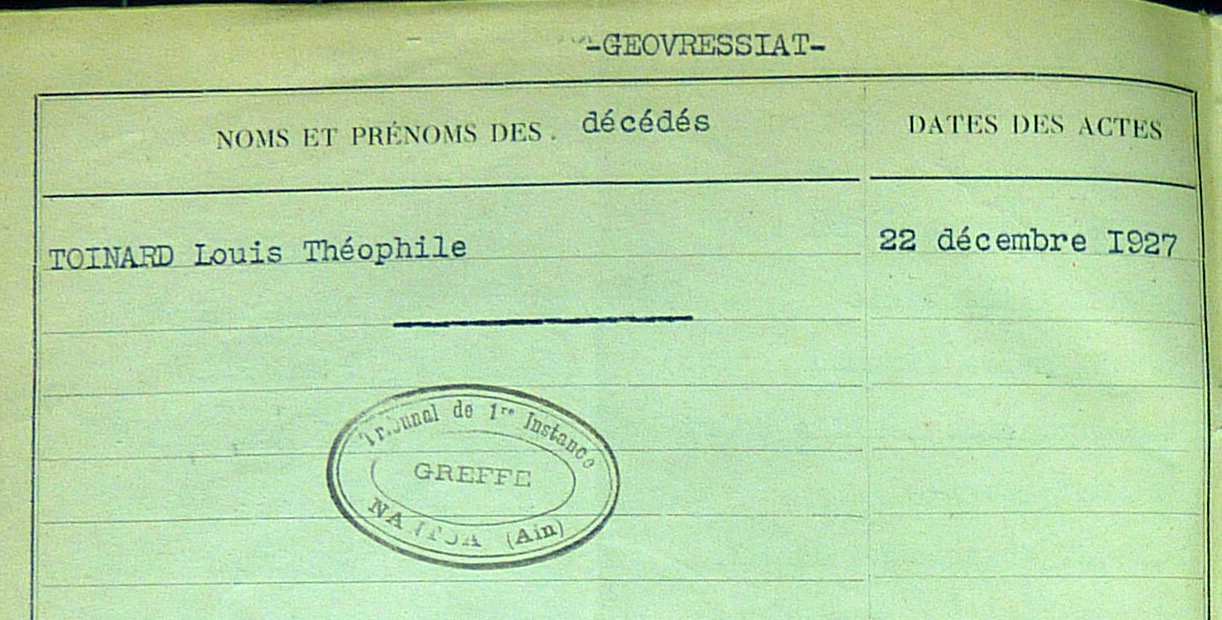 -GEOVRESSIAT-
NOMS ET PRÉNOMS DES. décédés
DATES DES ACTES
TOINARD Louis Théophile
22 décembre I927
Tribunal de 1re Instance
GREFFE
NANTUA (Ain)